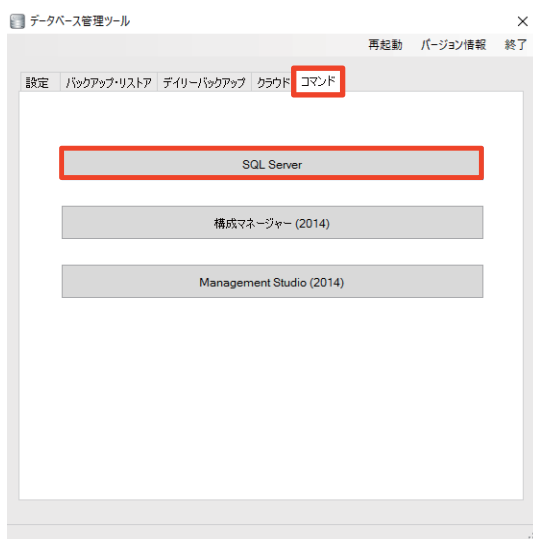 データベース管理ツール
再起動 バージョン情報 終了
設定 バックアップ・リストア デイリーバックアップ クラウド コマンド
SQL Server
構成マネージャー (2014)
Management Studio (2014)